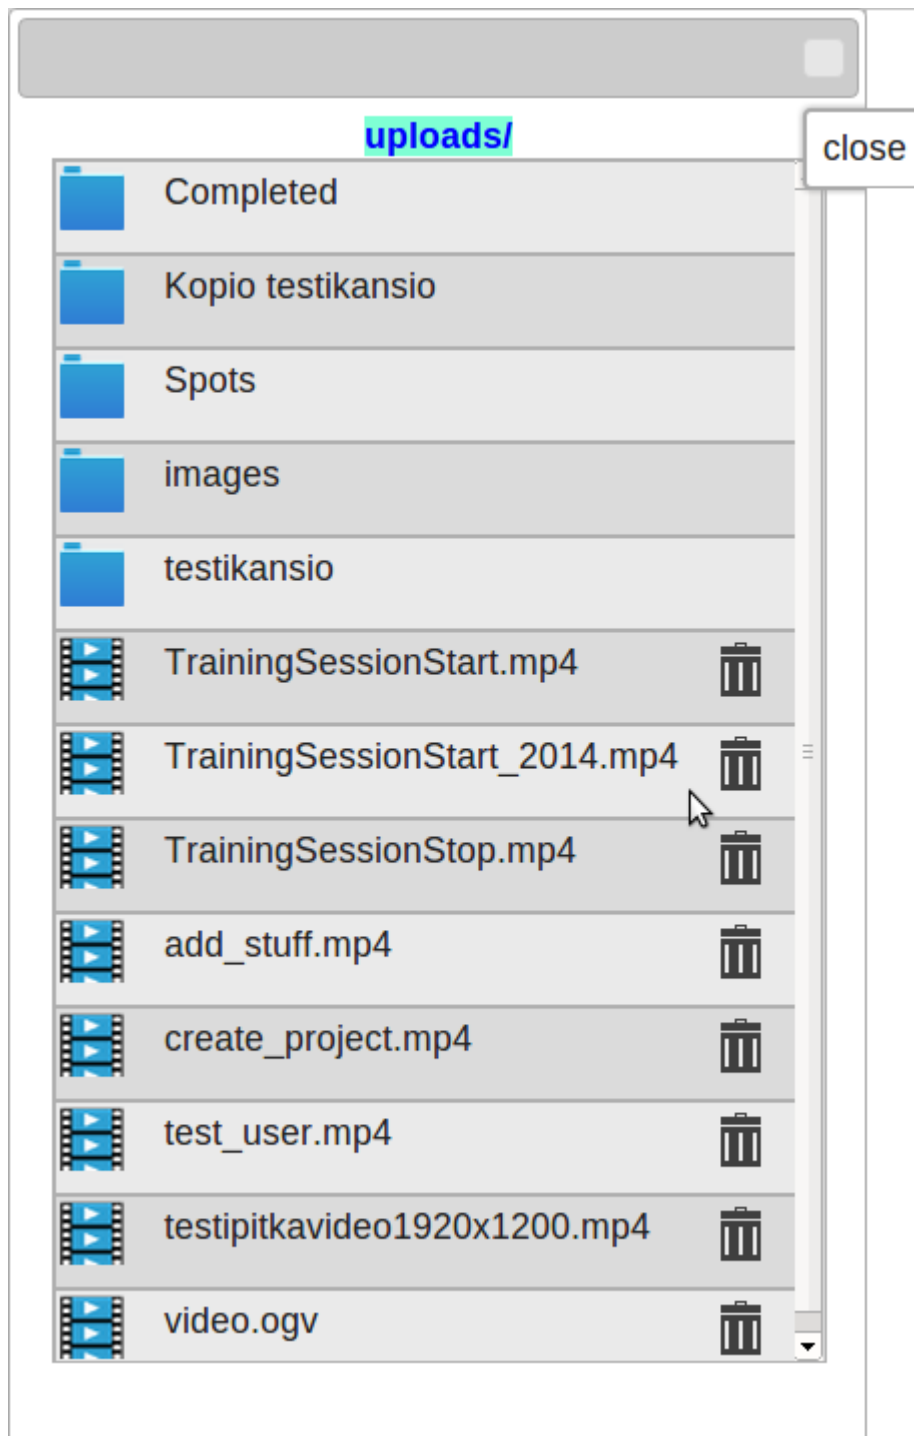 uploads/
close
Completed
Kopio testikansio
Spots
images
testikansio
TrainingSessionStart.mp4
TrainingSessionStart_2014.mp4
TrainingSessionStop.mp4
add_stuff.mp4
create_project.mp4
test_user.mp4
testipitkavideo1920x1200.mp4
video.ogv